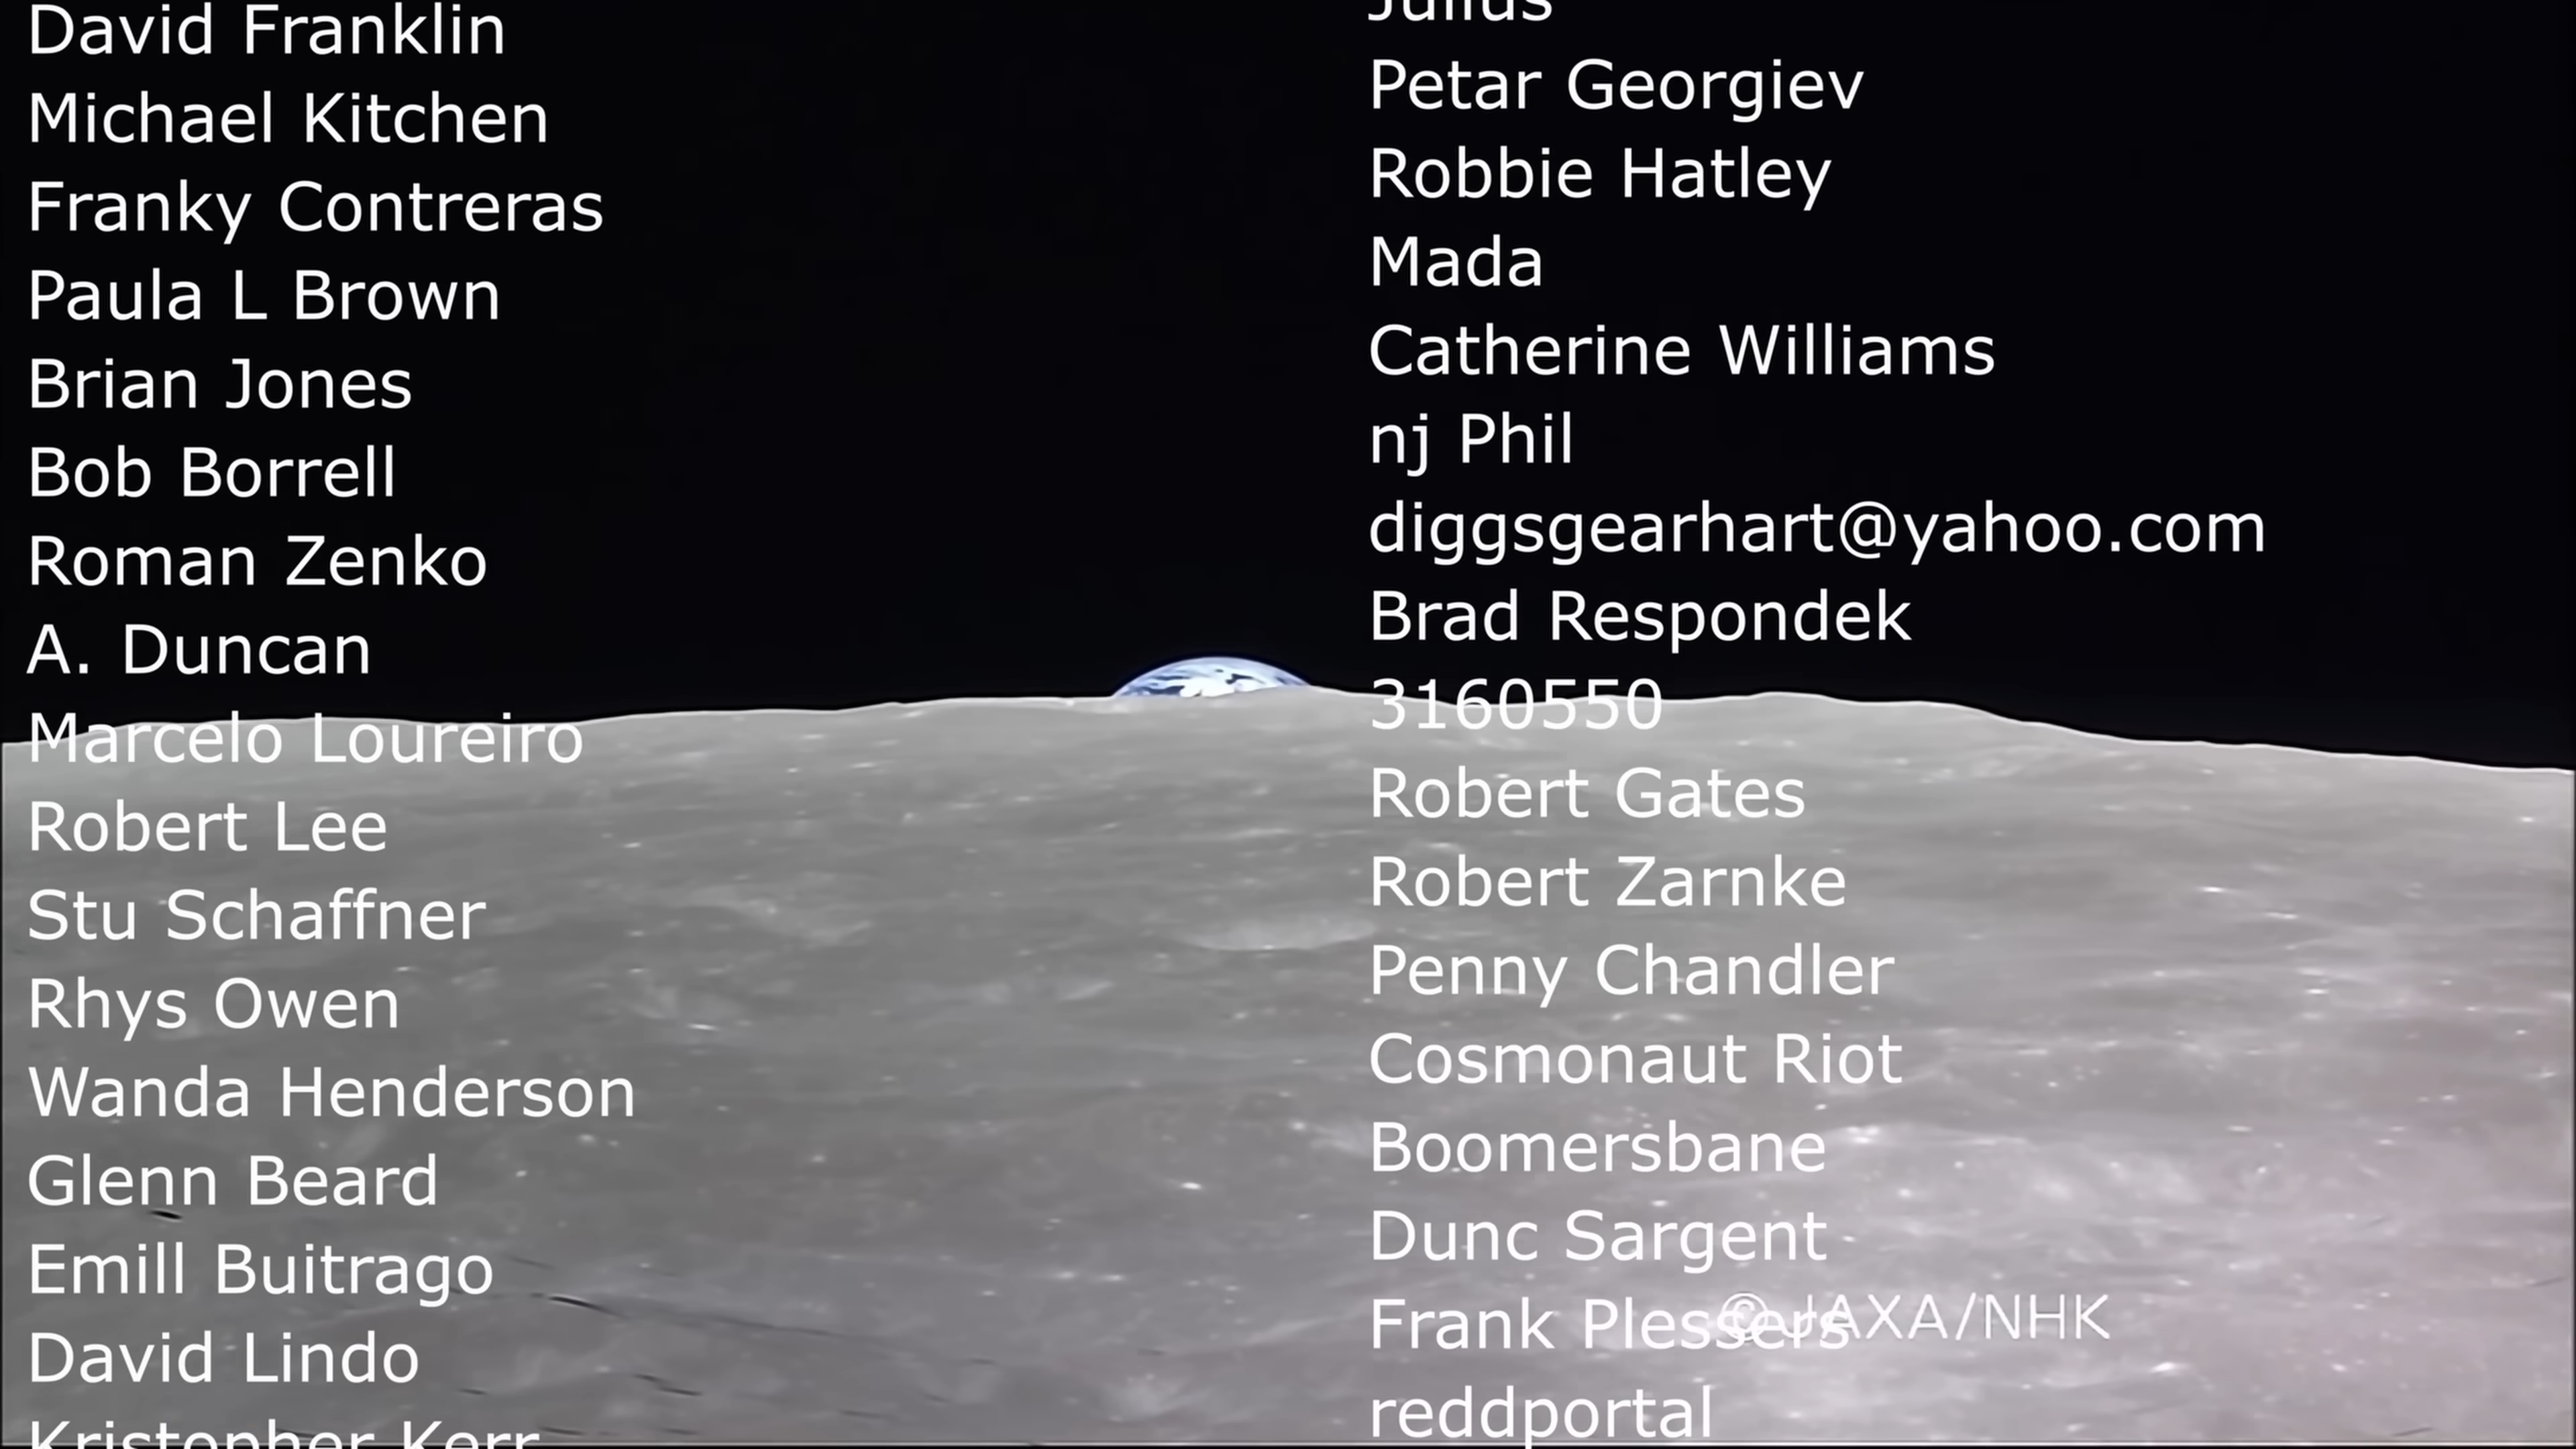 David Franklin
Michael Kitchen
Franky Contreras
Paula L Brown
Brian Jones
Bob Borrell
Roman Zenko
A. Duncan
Marcelo Loureiro
Robert Lee
Stu Schaffner
Rhys Owen
Wanda Henderson
Glenn Beard
Emill Buitrago
David Lindo
Kristopher Kerr
Julius
Petar Georgiev
Robbie Hatley
Mada
Catherine Williams
nj Phil
diggsgearhart@yahoo.com
Brad Respondek
3160550
Robert Gates
Robert Zarnke
Penny Chandler
Cosmonaut Riot
Boomersbane
Dunc Sargent
Frank Plessers
© JAXA/NHK
reddportal